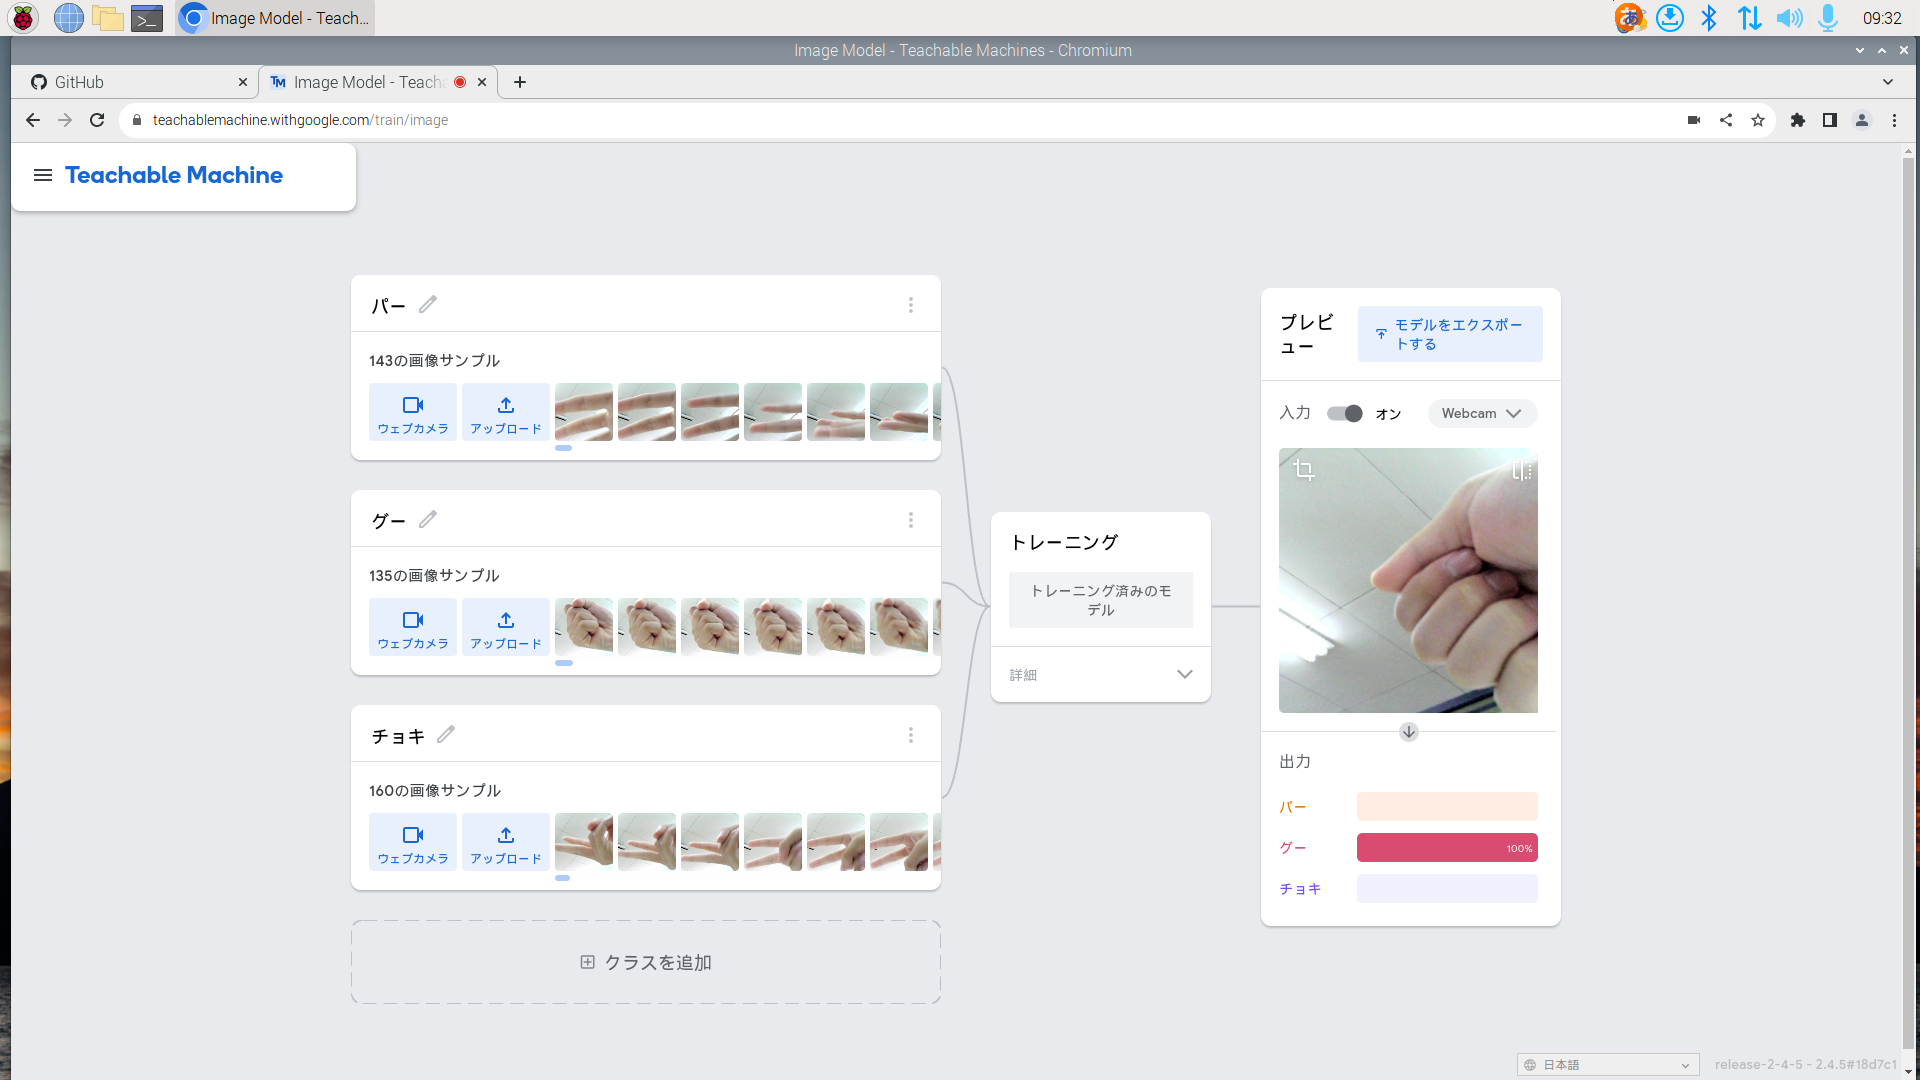 Image Model - Teach...
09:32
Image Model - Teachable Machines - Chromium
GitHub
Image Model - Teach
teachablemachine.withgoogle.com/train/image
Teachable Machine
パー
143の画像サンプル
ウェブカメラ
アップロード
グー
135の画像サンプル
ウェブカメラ
アップロード
チョキ
160の画像サンプル
ウェブカメラ
アップロード
クラスを追加
トレーニング
トレーニング済みのモ
デル
詳細
プレビ
ュー
モデルをエクスポー
トする
入力
オン
Webcam
出力
パー
グー
100%
チョキ
日本語
release-2-4-5 - 2.4.5#18d7c1